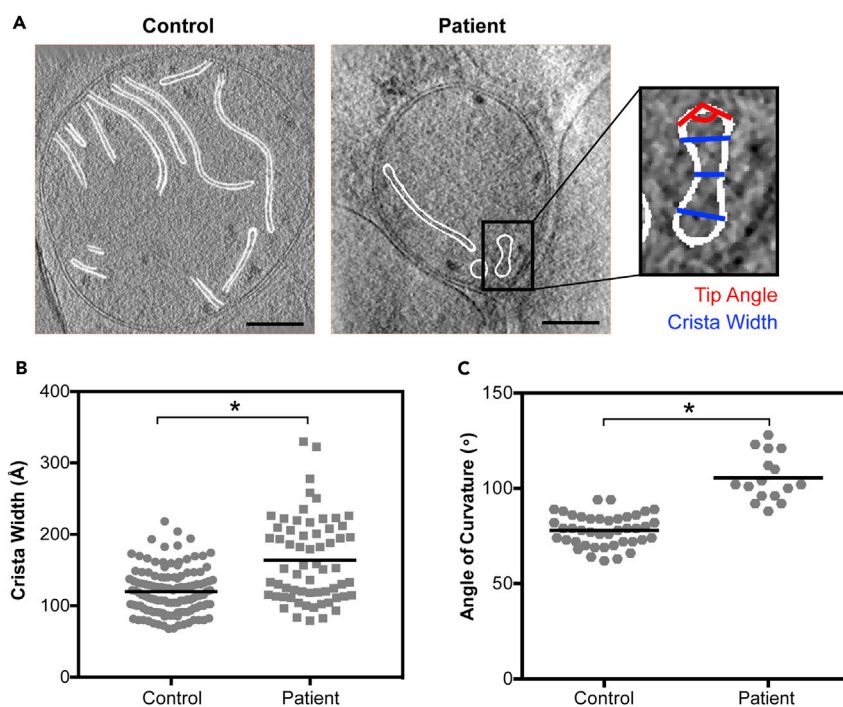 A
Control
Patient
Tip Angle
Crista Width
B
400
300
200
100
0
Crista Width (Å)
*
Control
Patient
C
150
100
50
0
Angle of Curvature (°)
*
Control
Patient